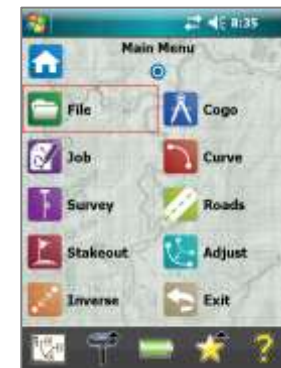 8:35
Main Menu
File
Cogo
Job
Curve
Survey
Roads
Stakeout
Adjust
Inverse
Exit
?